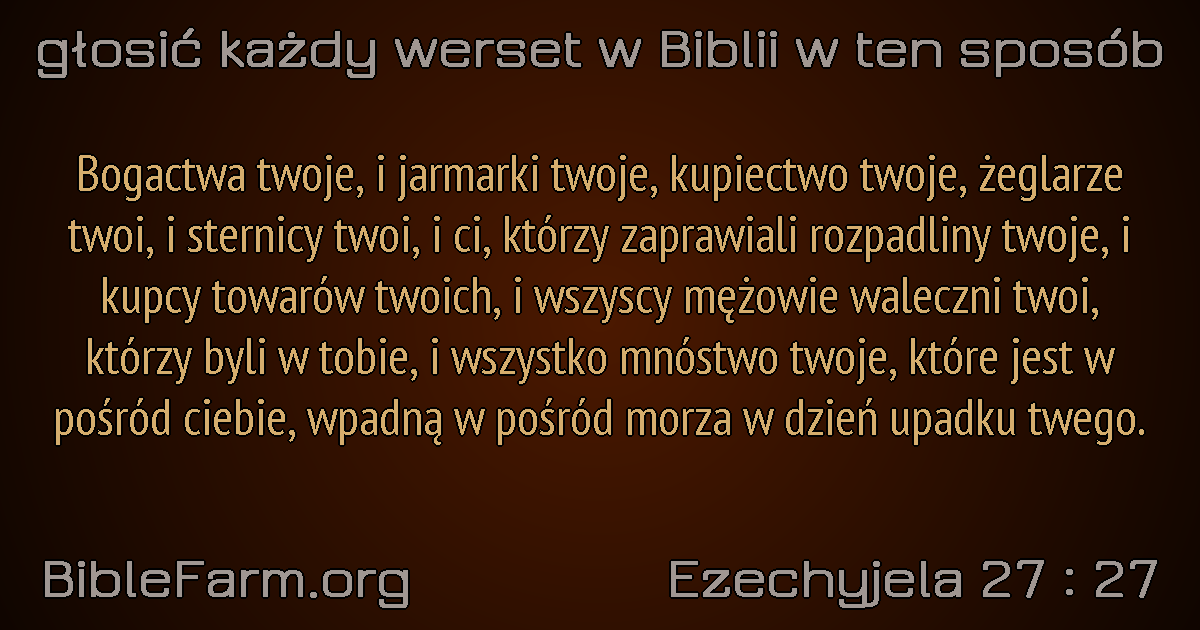 głosić każdy werset w Biblii w ten sposób
Bogactwa twoje, i jarmarki twoje, kupiectwo twoje, żeglarze
twoi, i sternicy twoi, i ci, którzy zaprawiali rozpadliny twoje, i
kupcy towarów twoich, i wszyscy mężowie waleczni twoi,
którzy byli w tobie, i wszystko mnóstwo twoje, które jest w
pośród ciebie, wpadną w pośród morza w dzień upadku twego.
BibleFarm.org
Ezechyjela 27 : 27